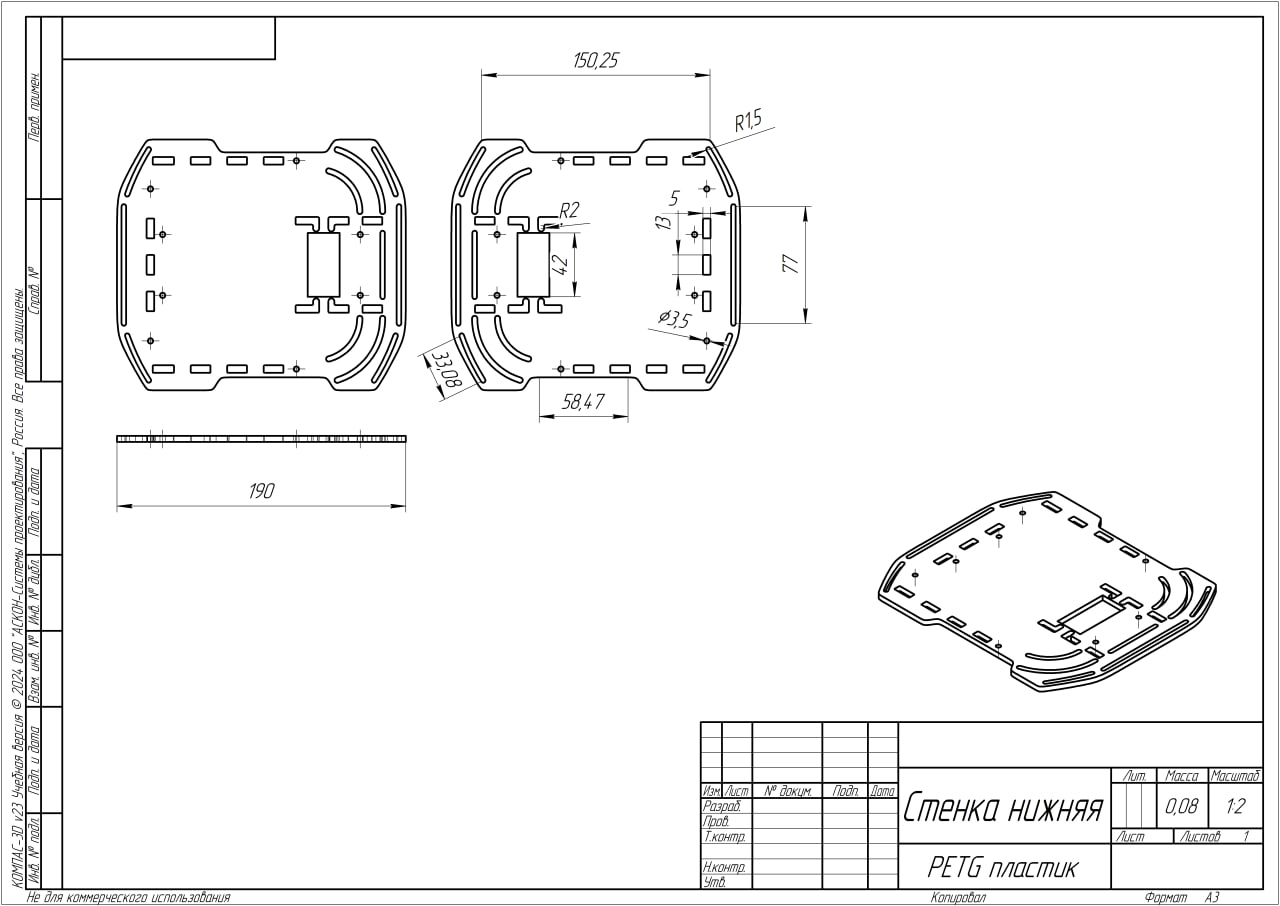 150,25
R1,5
R2
42
5
13
77
⌀3,5
33,08
58,47
190
Перв. примен.
Справ. №
Подп. и дата
Инв. № дубл.
Взам. инв. №
Подп. и дата
Инв. № подл.
КОМПАС-3D v23 Учебная версия © 2024 ООО "АСКОН-Системы проектирования", Россия. Все права защищены.
Изм. Лист № докум. Подп. Дата
Разраб.
Пров.
Т.контр.
Н.контр.
Утв.
Стенка нижняя
PETG пластик
Лит. Масса Масштаб
0,08 1:2
Лист Листов 1
Не для коммерческого использования
Копировал
Формат А3